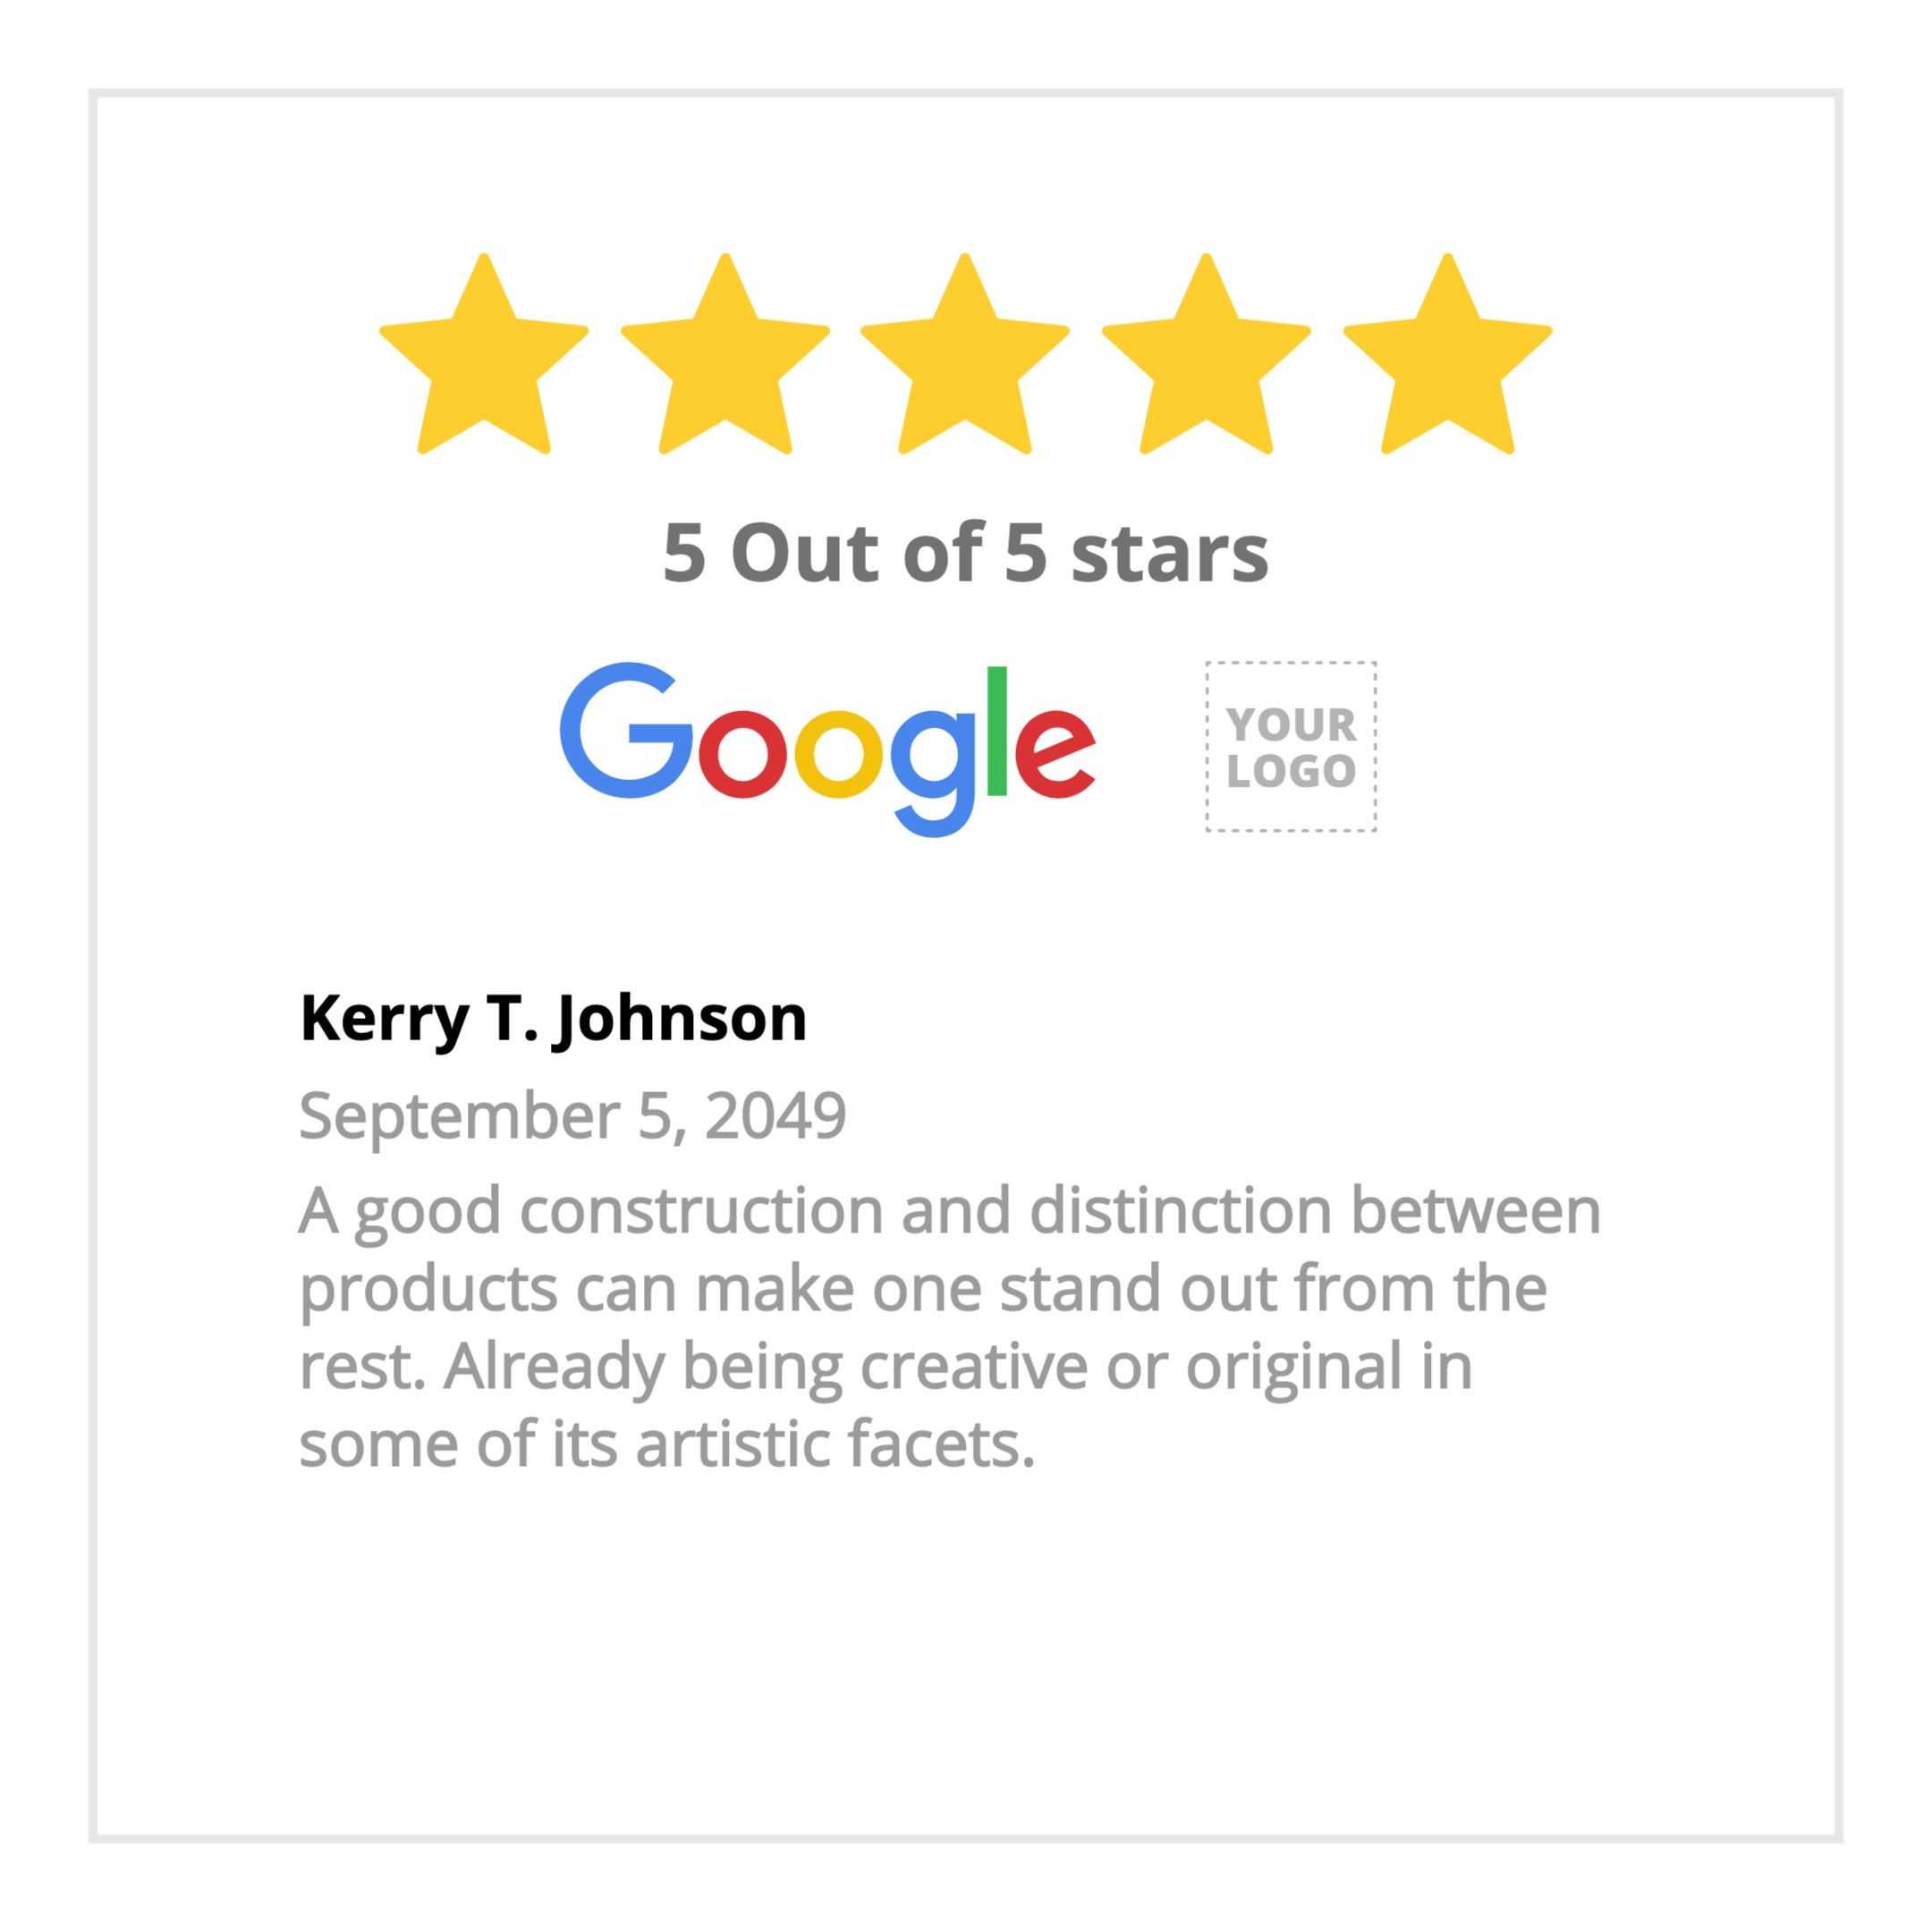 5 Out of 5 stars
Google
YOUR
LOGO
Kerry T. Johnson
September 5, 2049
A good construction and distinction between
products can make one stand out from the
rest. Already being creative or original in
some of its artistic facets.